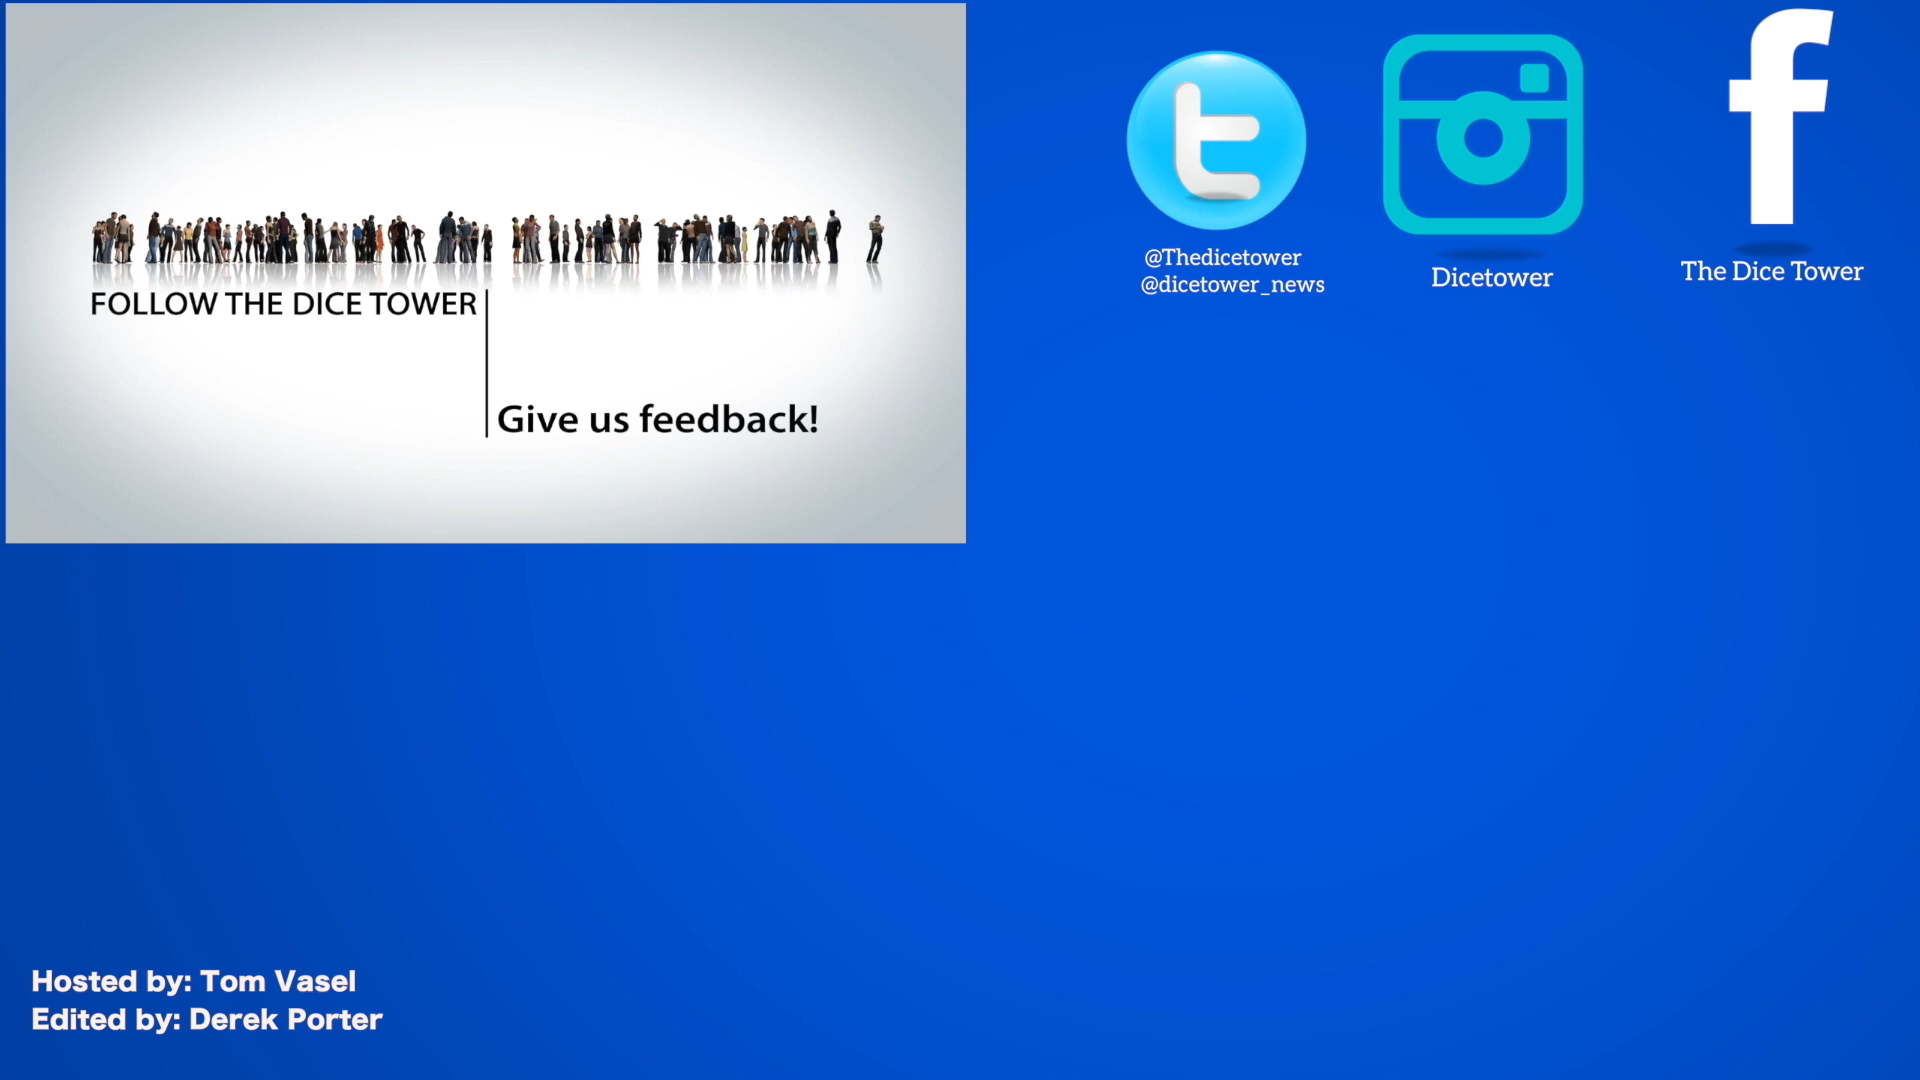 FOLLOW THE DICE TOWER
Give us feedback!
@Thedicetower
@dicetower_news
Dicetower
The Dice Tower
Hosted by: Tom Vasel
Edited by: Derek Porter